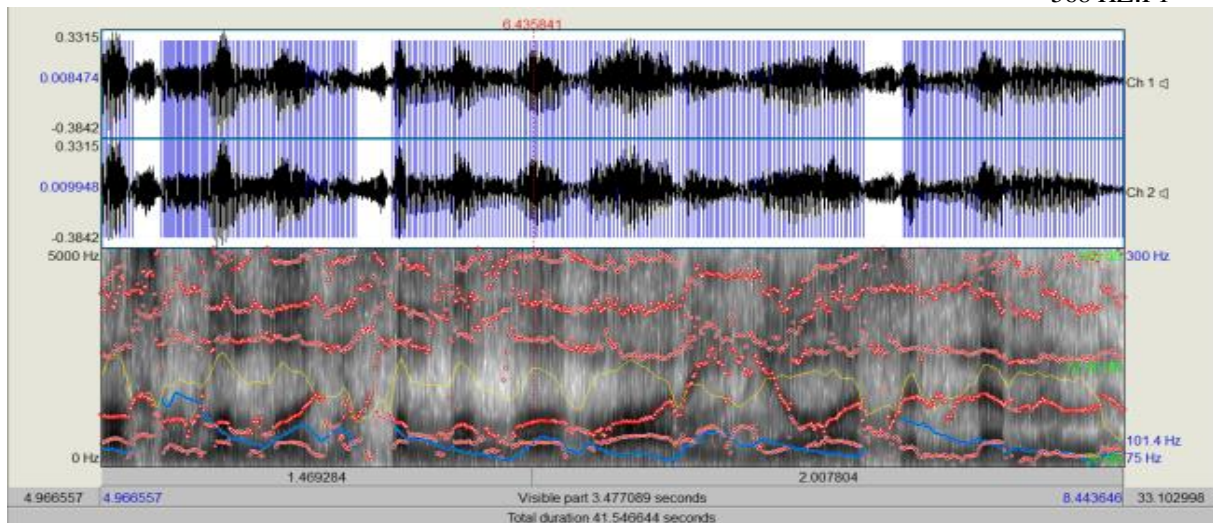 6.435841
0.3315
0.008474
Ch 1
-0.3842
0.3315
0.009948
Ch 2
-0.3842
5000 Hz 300 Hz
101.4 Hz
0 Hz 75 Hz
1.469284 2.007804
4.966557 4.966557 Visible part 3.477089 seconds 8.443646 33.102998
Total duration 41.546644 seconds